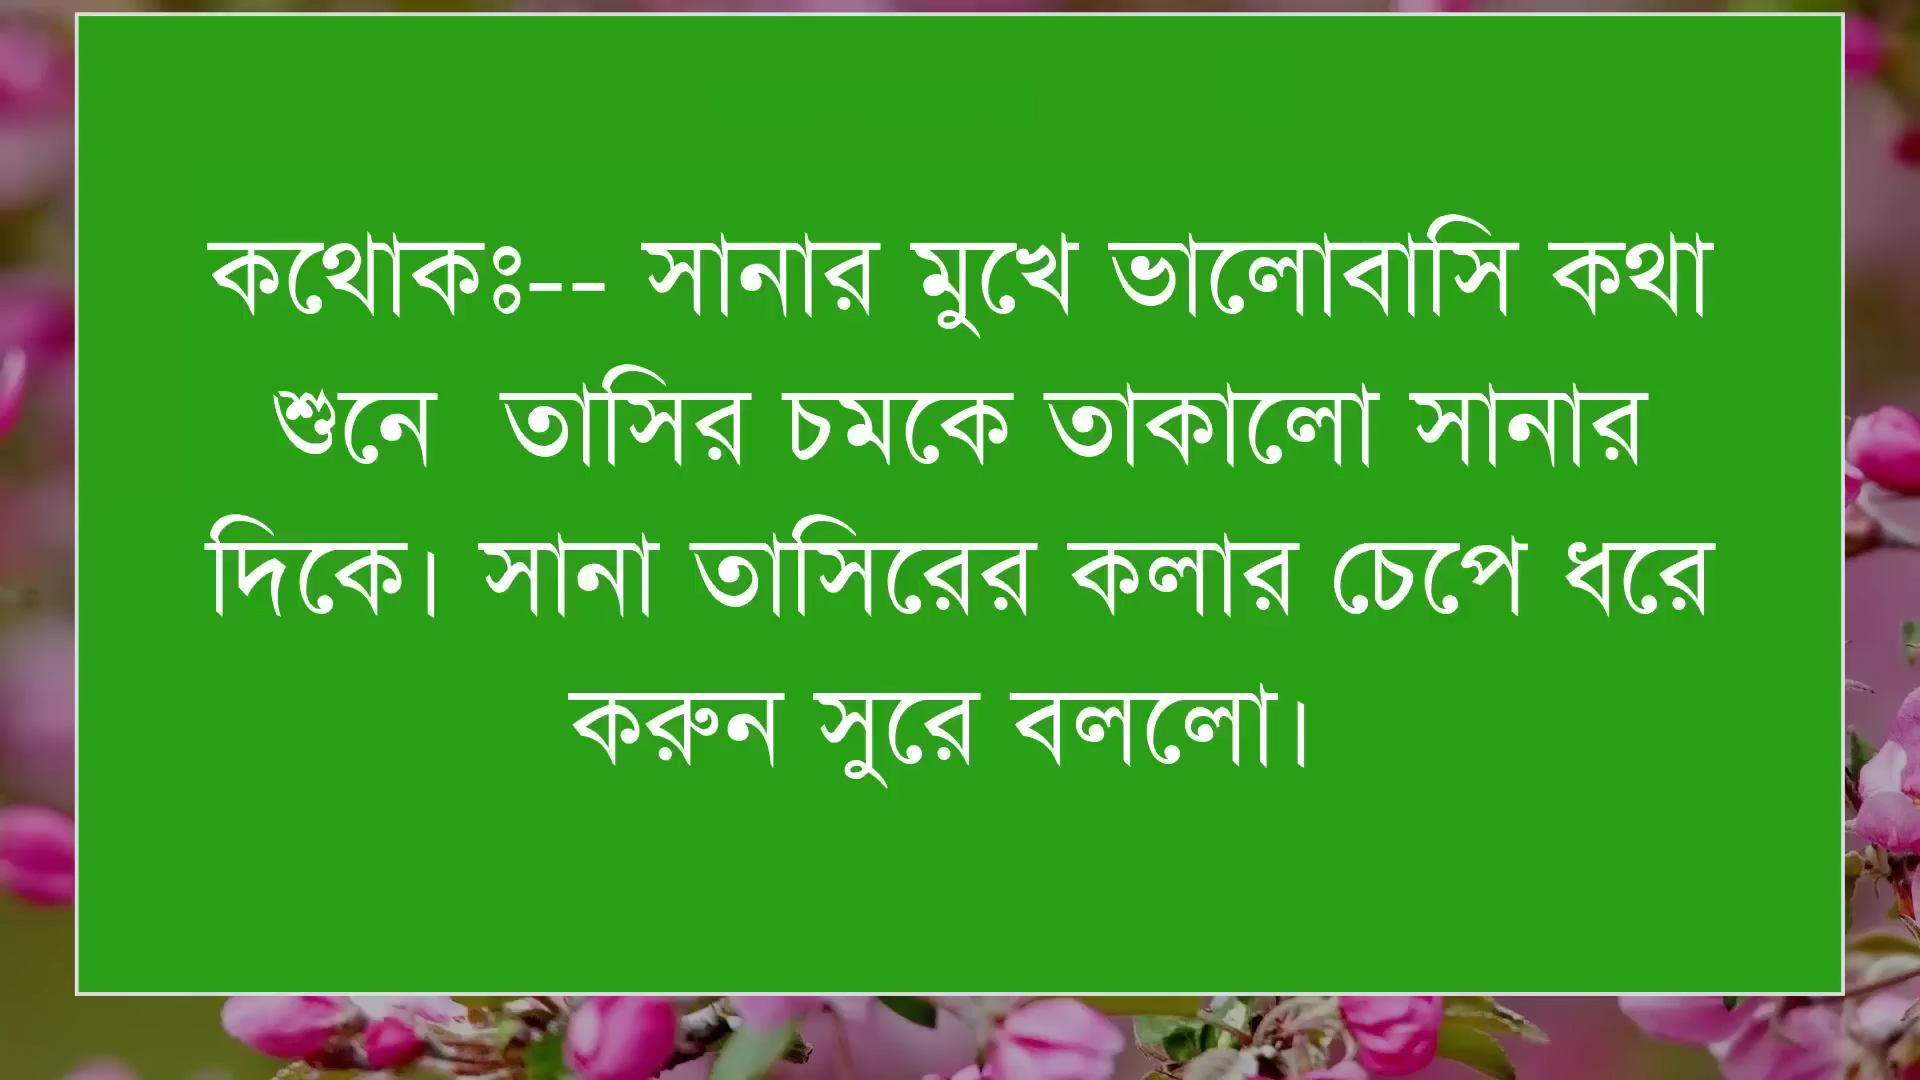 কথোকঃ-- সানার মুখে ভালোবাসি কথা
শুনে  তাসির চমকে তাকালো সানার
দিকে। সানা তাসিরের কলার চেপে ধরে
করুন সুরে বললো।